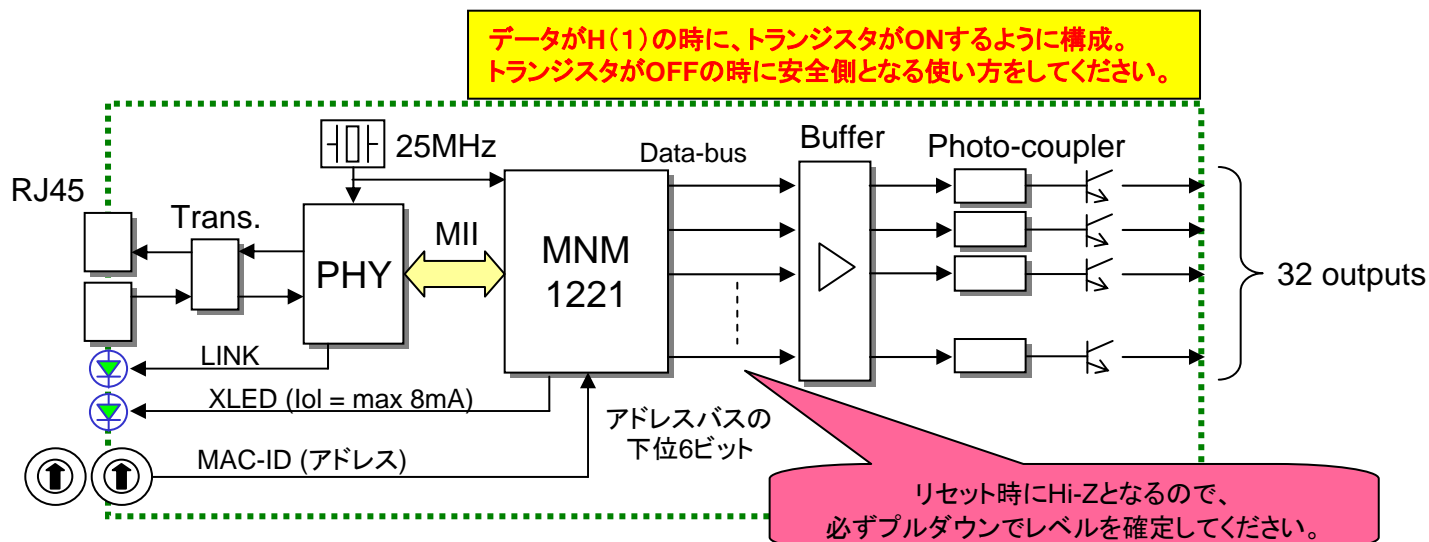 データがH(1)の時に、トランジスタがONするように構成。
トランジスタがOFFの時に安全側となる使い方をしてください。
25MHz
Data-bus
Buffer
Photo-coupler
RJ45
Trans.
PHY
MII
MNM
1221
32 outputs
LINK
XLED (Iol = max 8mA)
アドレスバスの
下位6ビット
MAC-ID (アドレス)
リセット時にHi-Zとなるので、
必ずプルダウンでレベルを確定してください。